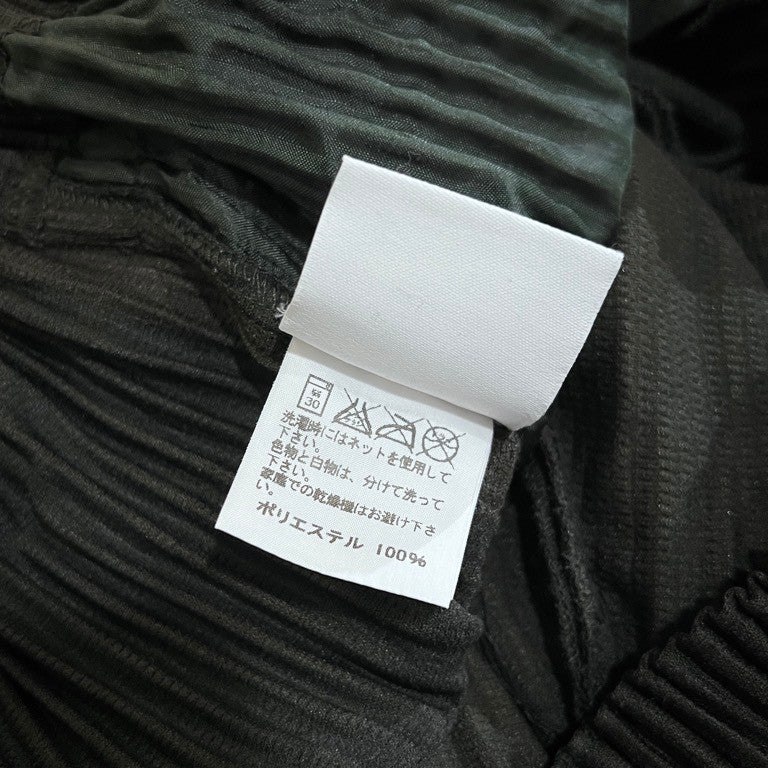 弱
30
洗濯時にはネットを使用して
下さい。
色物と白物は、分けて洗って
下さい。
家庭での乾燥機はお避け下さ
い。
ポリエステル 100%